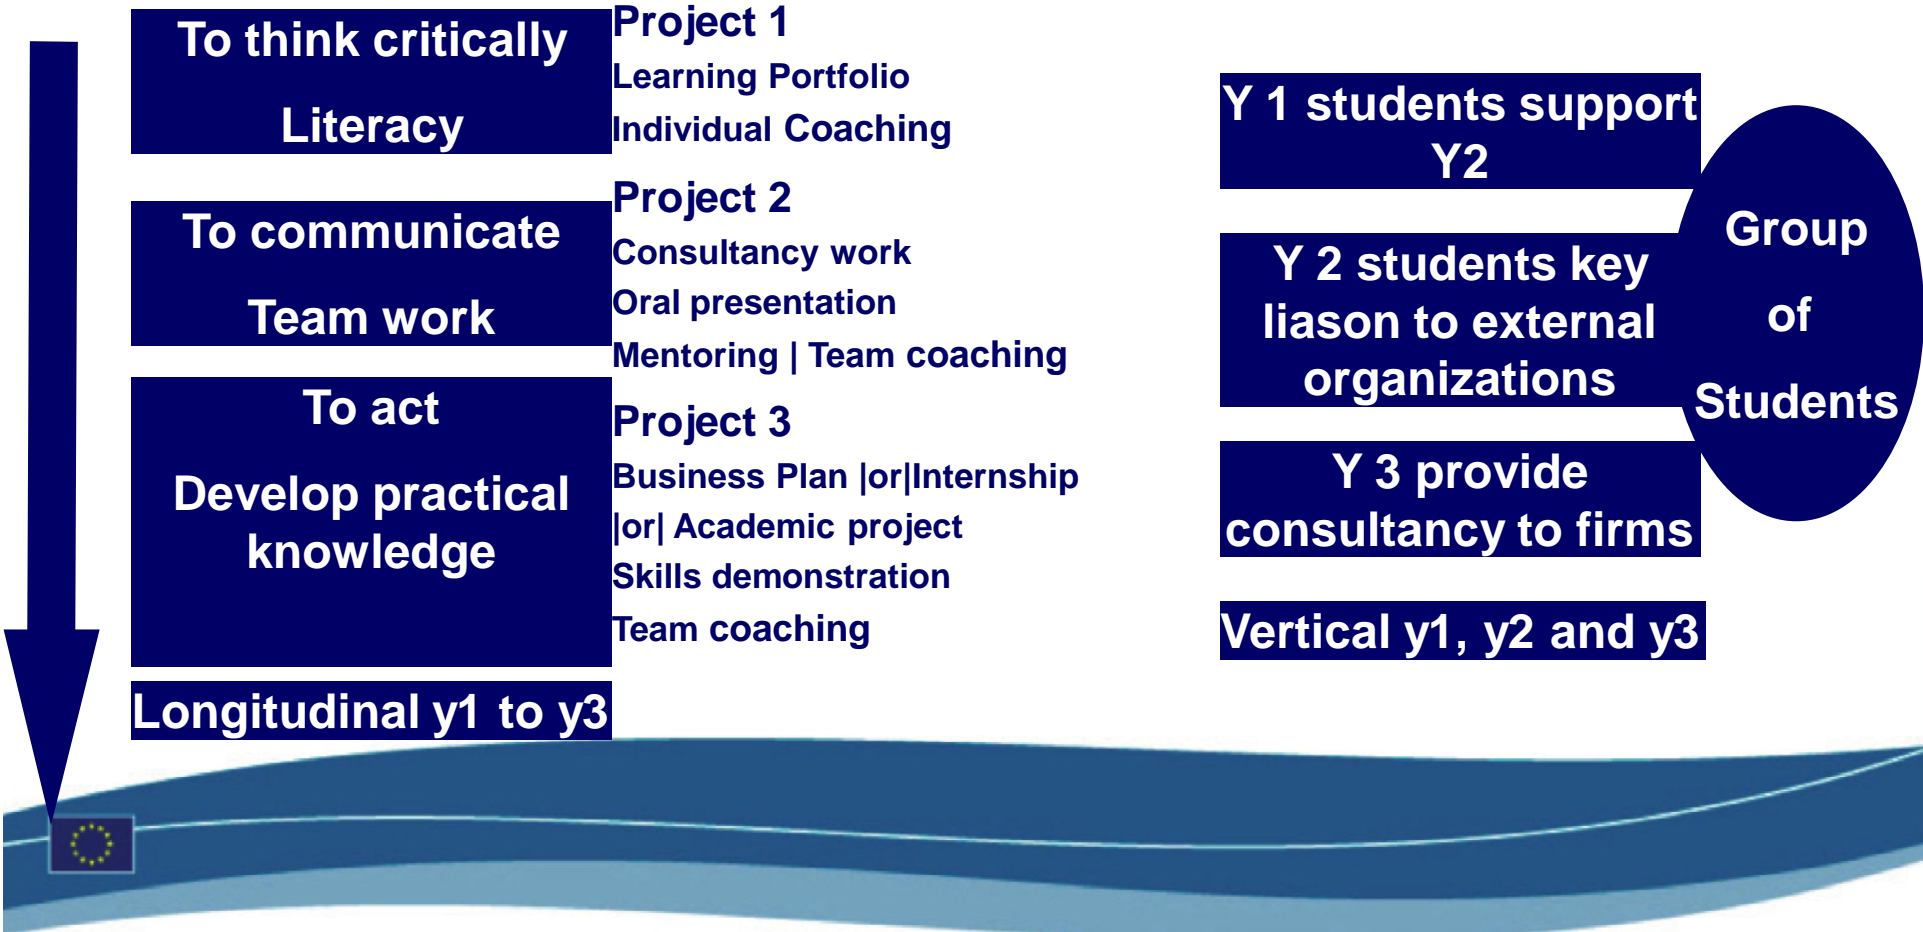 To think critically
Literacy
Project 1
Learning Portfolio
Individual Coaching
To communicate
Team work
Project 2
Consultancy work
Oral presentation
Mentoring | Team coaching
To act
Develop practical
knowledge
Project 3
Business Plan |or|Internship
|or| Academic project
Skills demonstration
Team coaching
Longitudinal y1 to y3
Y 1 students support
Y2
Y 2 students key
liason to external
organizations
Y 3 provide
consultancy to firms
Vertical y1, y2 and y3
Group
of
Students